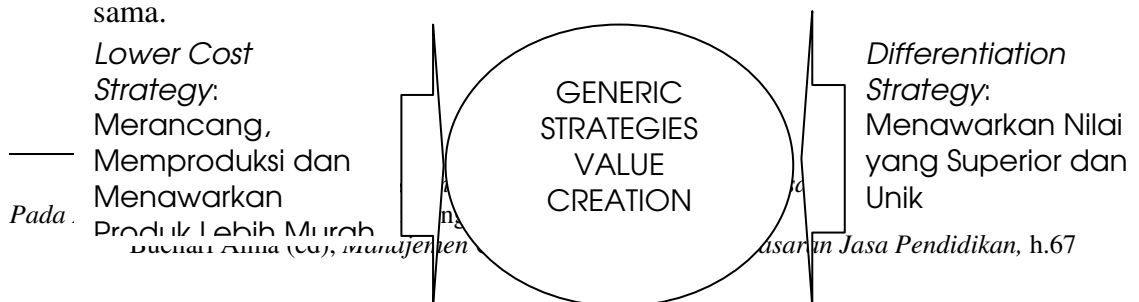 sama.
Lower Cost
Strategy:
Merancang,
Memproduksi dan
Menawarkan
Produk Lebih Murah
GENERIC
STRATEGIES
VALUE
CREATION
Differentiation
Strategy:
Menawarkan Nilai
yang Superior dan
Unik
Pada
Buchari Alma (ed), Jasa Pendidikan, h.67